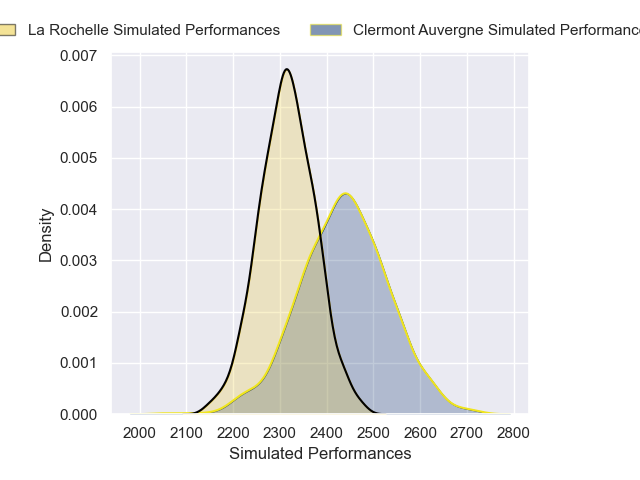 La Rochelle Simulated Performances Clermont Auvergne Simulated Performanc
0.007
0.006
0.005
0.004
0.003
0.002
0.001
0.000
Density
2000 2100 2200 2300 2400 2500 2600 2700 2800
Simulated Performances